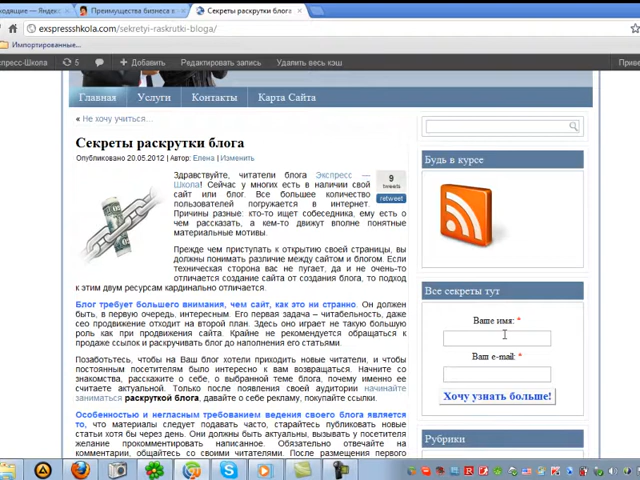 Преимущества бизнеса в
Секреты раскрутки блога
exspressshkola.com/sekretyi-raskrutki-bloga/
Импортированные...
спресс-Школа 5 Добавить Редактировать запись Удалить весь кэш Приве
Главная Услуги Контакты Карта Сайта
« Не хочу учиться…
Секреты раскрутки блога
Опубликовано 20.05.2012 | Автор: Елена | Изменить
Здравствуйте, читатели блога Экспресс —
Школа! Сейчас у многих есть в наличии свой
сайт или блог. Все большее количество
пользователей погружается в интернет.
Причины разные: кто-то ищет собеседника, ему есть о
чем рассказать, а кем-то движут вполне понятные
материальные мотивы.
9
tweets
retweet
Прежде чем приступать к открытию своей страницы, вы
должны понимать различие между сайтом и блогом. Если
техническая сторона вас не пугает, да и не очень-то
отличается создание сайта от создания блога, то подход
к этим двум ресурсам кардинально отличается.
Блог требует большего внимания, чем сайт, как это ни странно. Он должен
быть, в первую очередь, интересным. Его первая задача – читабельность, даже
сео продвижение отходит на второй план. Здесь оно играет не такую большую
роль как при продвижения сайта. Крайне не рекомендуется обращаться к
продаже ссылок и раскручивать блог до наполнения его статьями.
Позаботьтесь, чтобы на Ваш блог хотели приходить новые читатели, и чтобы
постоянным посетителям было интересно к вам возвращаться. Начните со
знакомства, расскажите о себе, о выбранной теме блога, почему именно ее
считаете актуальной. Только после появления своей аудитории начинайте
заниматься раскруткой блога, давайте о себе рекламу, покупайте ссылки.
Особенностью и негласным требованием ведения своего блога является
то, что материалы следует подавать часто, старайтесь публиковать новые
статьи хотя бы через день. Они должны быть актуальны, вызывать у посетителя
желание прокомментировать написанное. Обязательно отвечайте на
комментарии, общайтесь со своими читателями. После размещения первого
Будь в курсе
Все секреты тут
Ваше имя: *
Ваш e-mail: *
Хочу узнать больше!
Рубрики